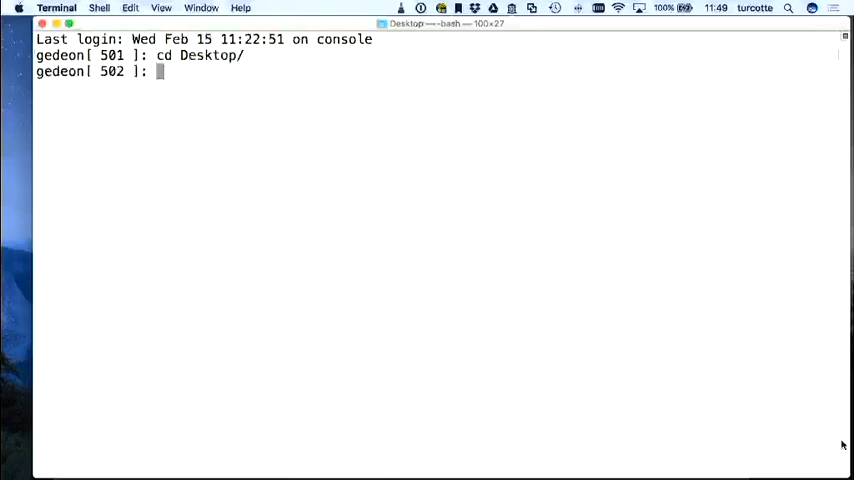 Terminal Shell Edit View Window Help 100% 11:49 turcotte
Desktop — -bash — 100×27
Last login: Wed Feb 15 11:22:51 on console
gedeon[ 501 ]: cd Desktop/
gedeon[ 502 ]: